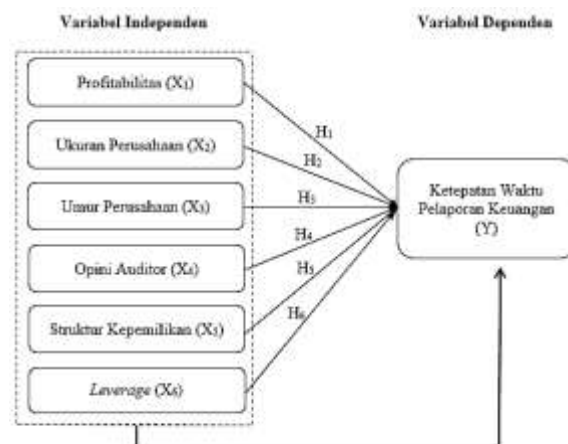 Variabel Independen
Variabel Dependen
Profitabilitas (X₁)
Ukuran Perusahaan (X₂)
Umur Perusahaan (X₃)
Opini Auditor (X₄)
Struktur Kepemilikan (X₅)
Leverage (X₆)
H₁
H₂
H₃
H₄
H₅
H₆
Ketepatan Waktu
Pelaporan Keuangan
(Y)